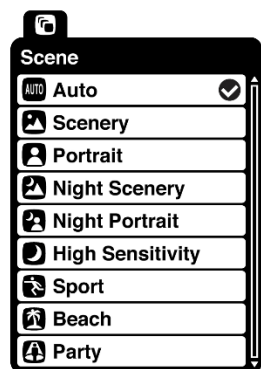 Scene
AUTO Auto
Scenery
Portrait
Night Scenery
Night Portrait
High Sensitivity
Sport
Beach
Party